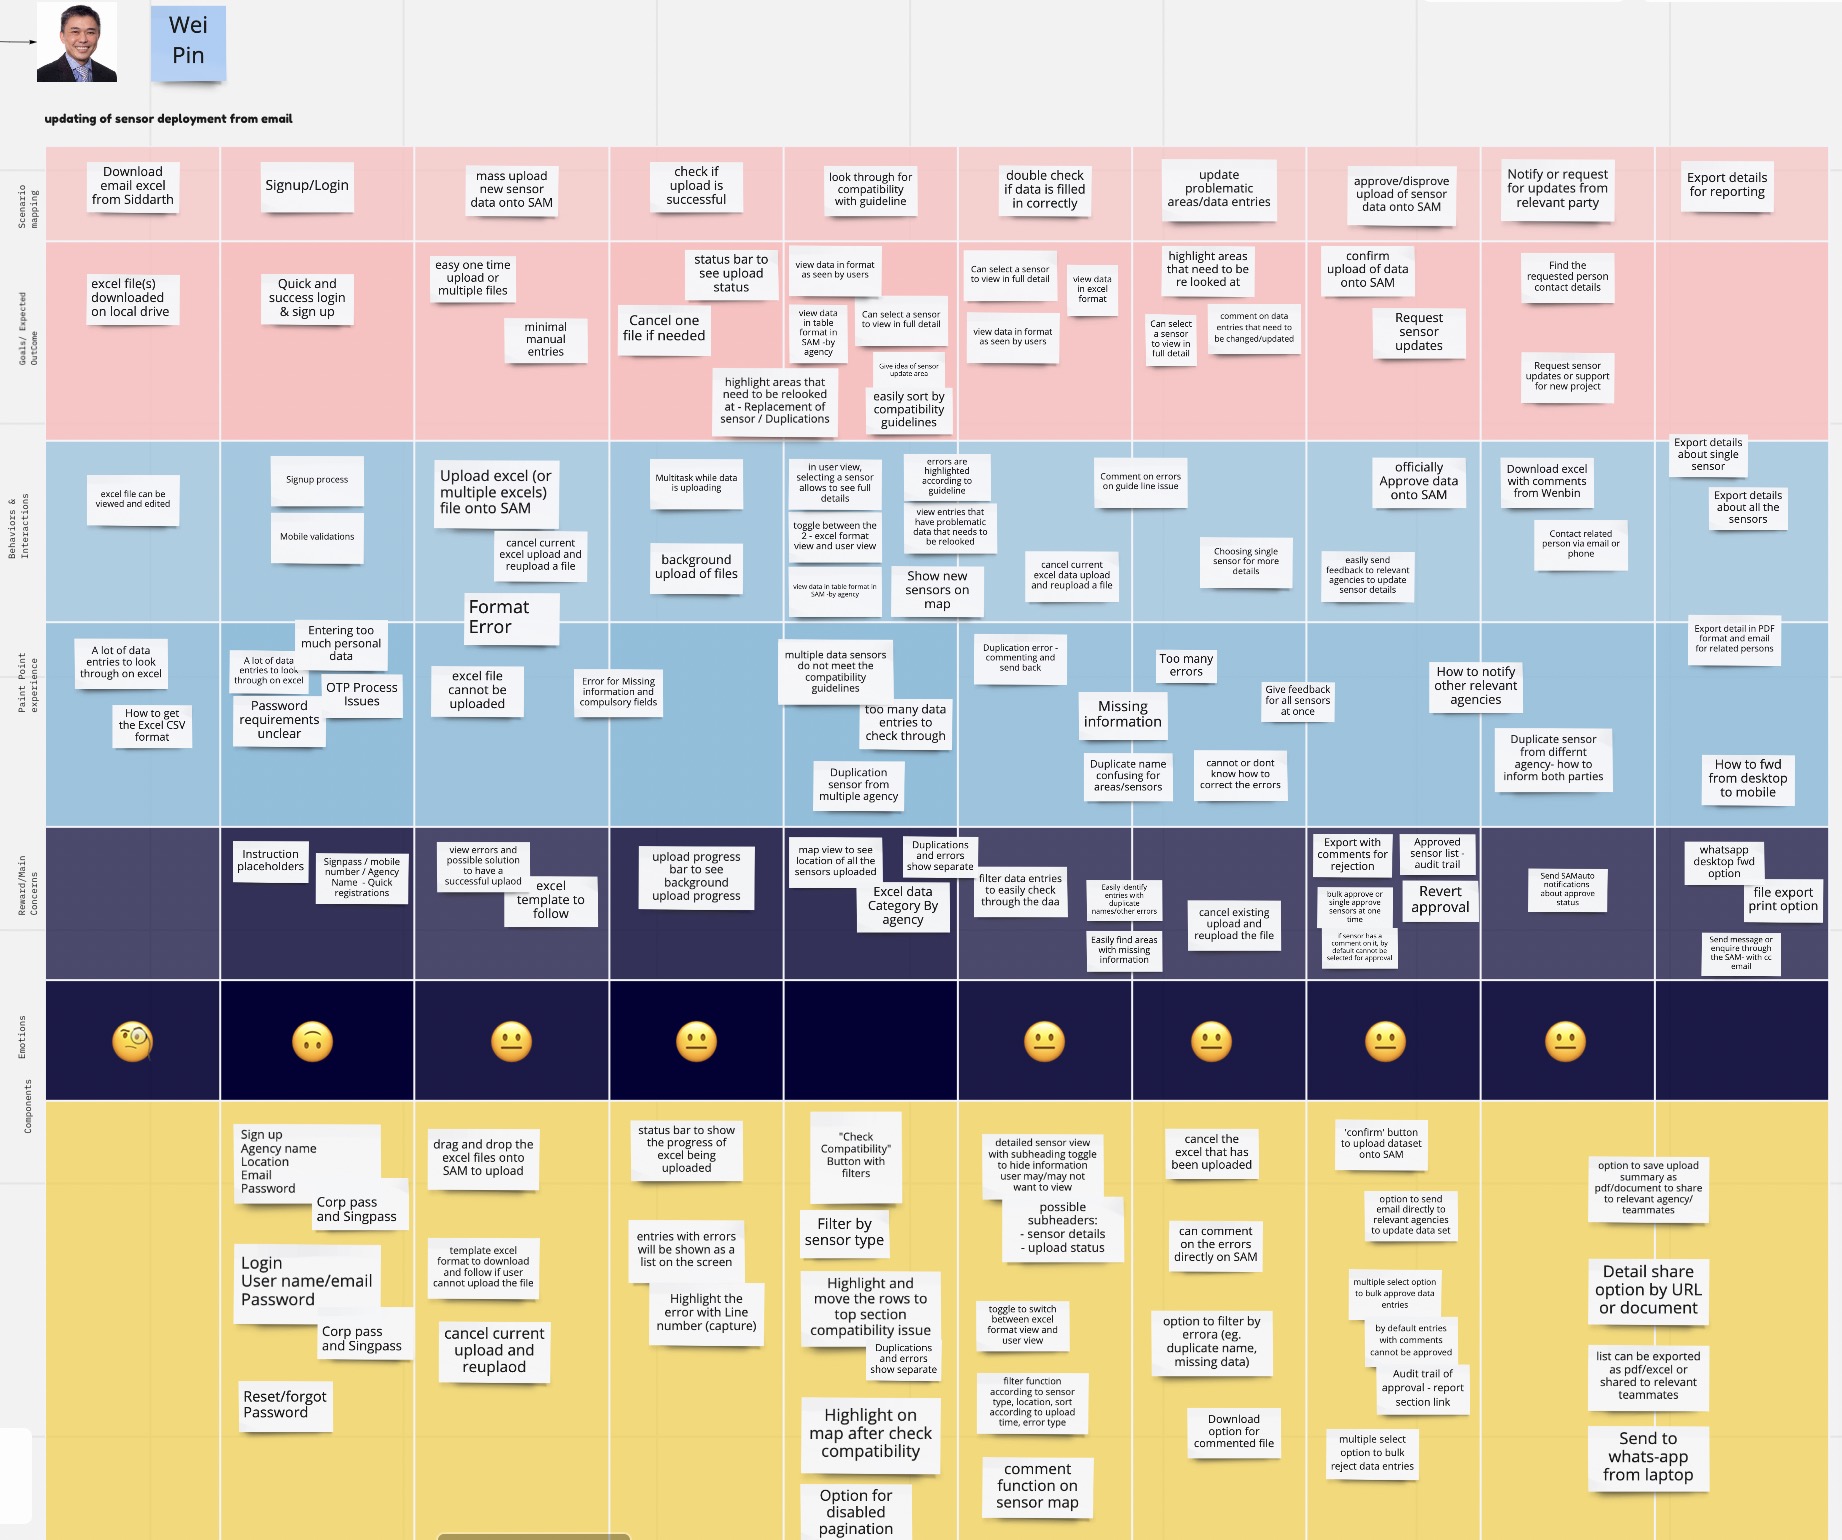 Wei
Pin
updating of sensor deployment from email
Scenario
mapping
Download
email excel
from Siddarth
Signup/Login
mass upload
new sensor
data onto SAM
check if
upload is
successful
look through for
compatibility
with guideline
double check
if data is filled
in correctly
update
problematic
areas/data entries
approve/disprove
upload of sensor
data onto SAM
Notify or request
for updates from
relevant party
Export details
for reporting
Goals/ Expected
OutCome
excel file(s)
downloaded
on local drive
Quick and
success login
& sign up
easy one time
upload or
multiple files
minimal
manual
entries
status bar to
see upload
status
Cancel one
file if needed
highlight areas that
need to be relooked
at - Replacement of
sensor / Duplications
view data in format
as seen by users
view data
in table
format in
SAM -by
agency
Can select a sensor
to view in full detail
Give idea of sensor
update area
easily sort by
compatibility
guidelines
Can select a sensor
to view in full detail
view data
in excel
format
view data in format
as seen by users
highlight areas
that need to be
re looked at
Can select
a sensor
to view in
full detail
comment on data
entries that need to
be changed/updated
confirm
upload of data
onto SAM
Request
sensor
updates
Find the
requested person
contact details
Request sensor
updates or support
for new project
Behaviors &
Interactions
excel file can be
viewed and edited
Signup process
Mobile validations
Upload excel (or
multiple excels)
file onto SAM
cancel current
excel upload and
reupload a file
Format
Error
Multitask while data
is uploading
background
upload of files
in user view,
selecting a sensor
allows to see full
details
toggle between the
2 - excel format
view and user view
view data in table format in
SAM -by agency
errors are
highlighted
according to
guideline
view entries that
have problematic
data that needs to
be relooked
Show new
sensors on
map
Comment on errors
on guide line issue
cancel current
excel data upload
and reupload a file
Choosing single
sensor for more
details
officially
Approve data
onto SAM
easily send
feedback to relevant
agencies to update
sensor details
Download excel
with comments
from Wenbin
Contact related
person via email or
phone
Export details
about single
sensor
Export details
about all the
sensors
Paint Point
experience
A lot of data
entries to look
through on excel
How to get
the Excel CSV
format
Entering too
much personal
data
A lot of data
entries to look
through on excel
OTP Process
Issues
Password
requirements
unclear
excel file
cannot be
uploaded
Error for Missing
information and
compulsory fields
multiple data sensors
do not meet the
compatibility
guidelines
too many data
entries to
check through
Duplication
sensor from
multiple agency
Duplication error -
commenting and
send back
Missing
information
Duplicate name
confusing for
areas/sensors
Too many
errors
Give feedback
for all sensors
at once
cannot or dont
know how to
correct the errors
How to notify
other relevant
agencies
Duplicate sensor
from differnt
agency- how to
inform both parties
Export detail in PDF
format and email
for related persons
How to fwd
from desktop
to mobile
Reward/Main
Concerns
Instruction
placeholders
Signpass / mobile
number / Agency
Name - Quick
registrations
view errors and
possible solution
to have a
successful uplaod
excel
template to
follow
upload progress
bar to see
background
upload progress
map view to see
location of all the
sensors uploaded
Duplications
and errors
show separate
Excel data
Category By
agency
filter data entries
to easily check
through the daa
Easily identify
entries with
duplicate
names/other errors
Easily find areas
with missing
information
cancel existing
upload and
reupload the file
Export with
comments for
rejection
Approved
sensor list -
audit trail
bulk approve or
single approve
sensors at one
time
Revert
approval
if sensor has a
comment on it, by
default cannot be
selected for approval
Send SAMauto
notifications
about approve
status
whatsapp
desktop fwd
option
file export
print option
Send message or
enquire through
the SAM- with cc
email
Emotions
Components
Sign up
Agency name
Location
Email
Password
Corp pass
and Singpass
Login
User name/email
Password
Corp pass
and Singpass
Reset/forgot
Password
drag and drop the
excel files onto
SAM to upload
template excel
format to download
and follow if user
cannot upload the file
cancel current
upload and
reuplaod
status bar to show
the progress of
excel being
uploaded
entries with errors
will be shown as a
list on the screen
Highlight the
error with Line
number (capture)
"Check
Compatibility"
Button with
filters
Filter by
sensor type
Highlight and
move the rows to
top section
compatibility issue
Duplications
and errors
show separate
Highlight on
map after check
compatibility
Option for
disabled
pagination
detailed sensor view
with subheading toggle
to hide information
user may/may not
want to view
possible
subheaders:
- sensor details
- upload status
toggle to switch
between excel
format view and
user view
filter function
according to sensor
type, location, sort
according to upload
time, error type
comment
function on
sensor map
cancel the
excel that has
been uploaded
can comment
on the errors
directly on SAM
option to filter by
errora (eg.
duplicate name,
missing data)
Download
option for
commented file
'confirm' button
to upload dataset
onto SAM
option to send
email directly to
relevant agencies
to update data set
multiple select option
to bulk approve data
entries
by default entries
with comments
cannot be approved
Audit trail of
approval - report
section link
multiple select
option to bulk
reject data entries
option to save upload
summary as
pdf/document to share
to relevant agency/
teammates
Detail share
option by URL
or document
list can be exported
as pdf/excel or
shared to relevant
teammates
Send to
whats-app
from laptop